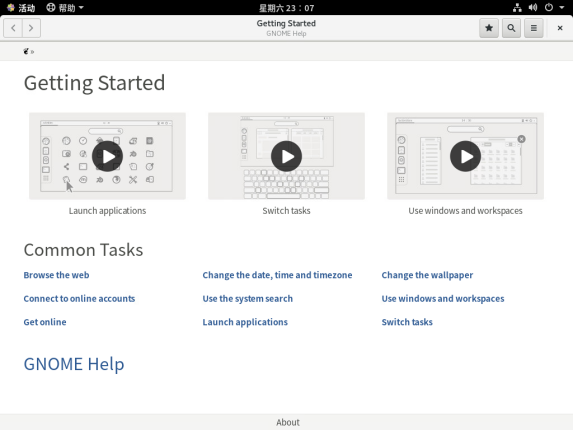 活动 帮助 星期六 23：07
Getting Started
GNOME Help
»
Getting Started
Launch applications Switch tasks Use windows and workspaces
Common Tasks
Browse the web Change the date, time and timezone Change the wallpaper
Connect to online accounts Use the system search Use windows and workspaces
Get online Launch applications Switch tasks
GNOME Help
About